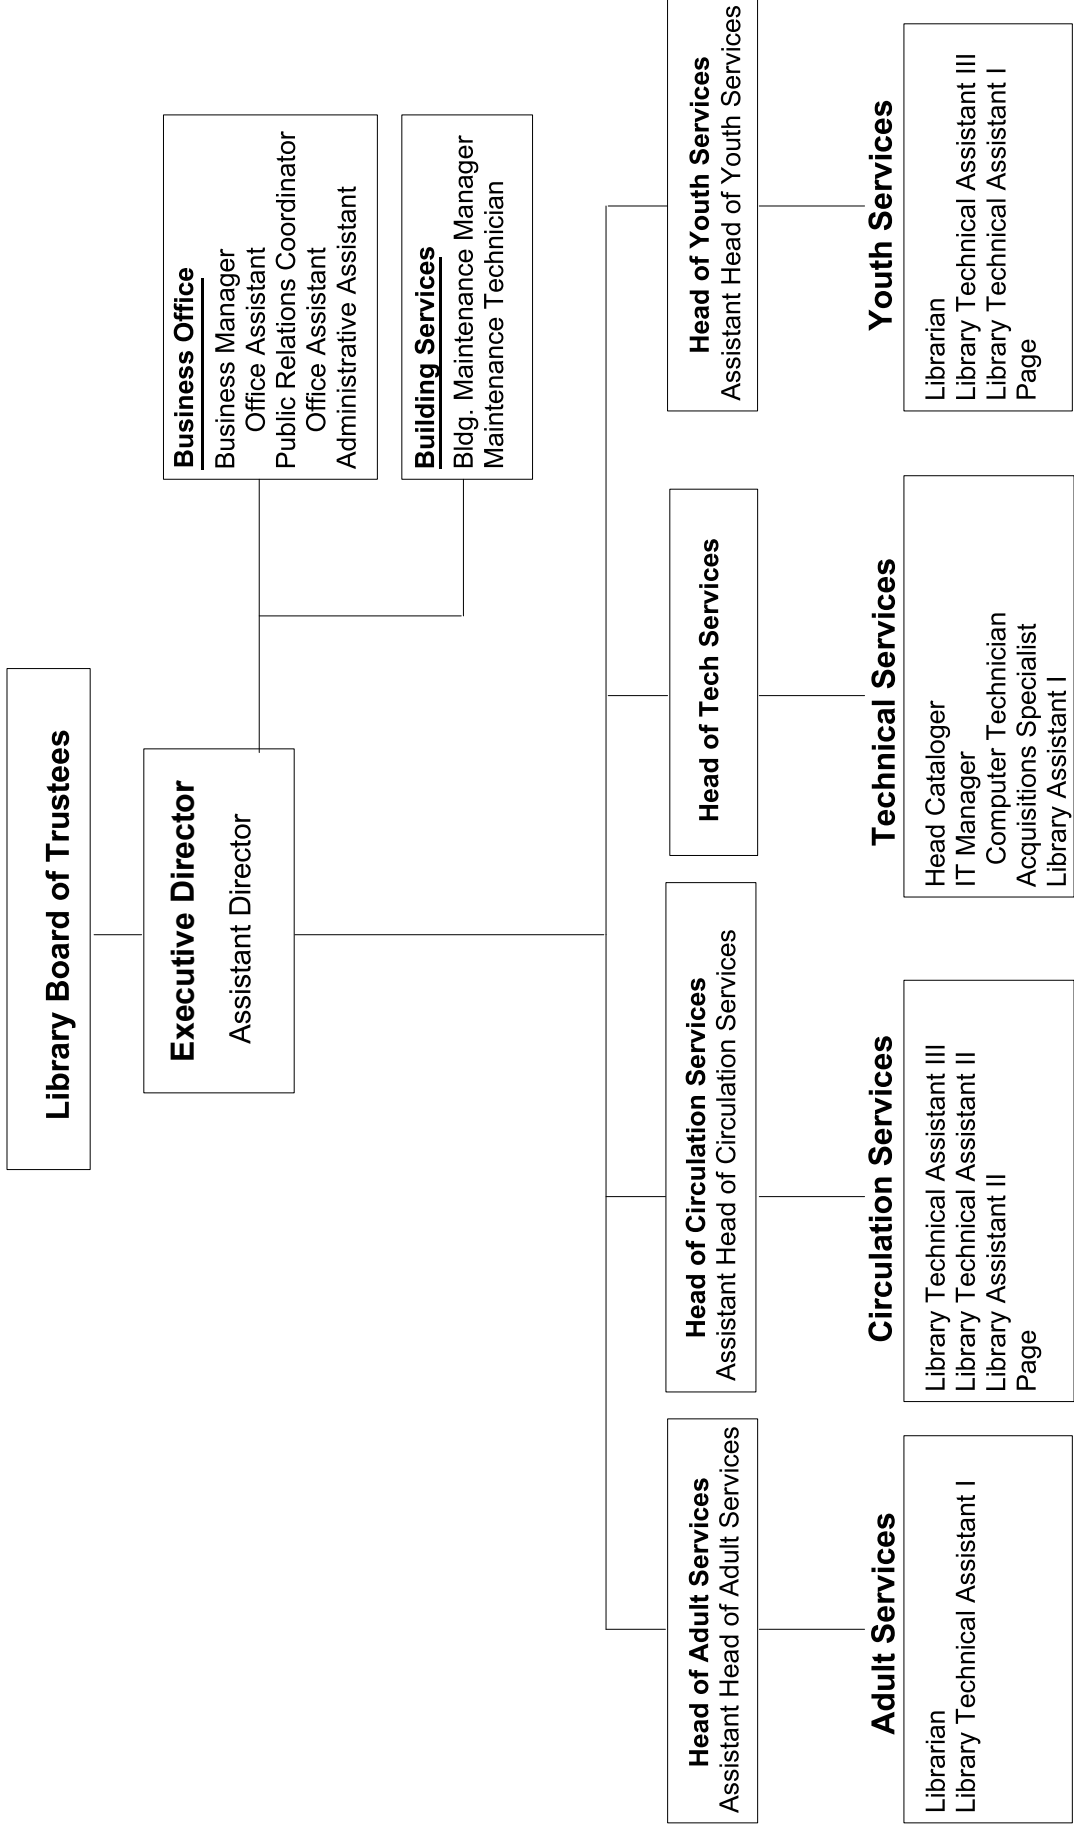 Library Board of Trustees
Executive Director
Assistant Director
Business Office
Business Manager
Office Assistant
Public Relations Coordinator
Office Assistant
Administrative Assistant
Building Services
Bldg. Maintenance Manager
Maintenance Technician
Head of Adult Services
Assistant Head of Adult Services
Head of Circulation Services
Assistant Head of Circulation Services
Head of Tech Services
Head of Youth Services
Assistant Head of Youth Services
Adult Services
Librarian
Library Technical Assistant I
Circulation Services
Library Technical Assistant III
Library Technical Assistant II
Library Assistant II
Page
Technical Services
Head Cataloger
IT Manager
Computer Technician
Acquisitions Specialist
Library Assistant I
Youth Services
Librarian
Library Technical Assistant III
Library Technical Assistant I
Page